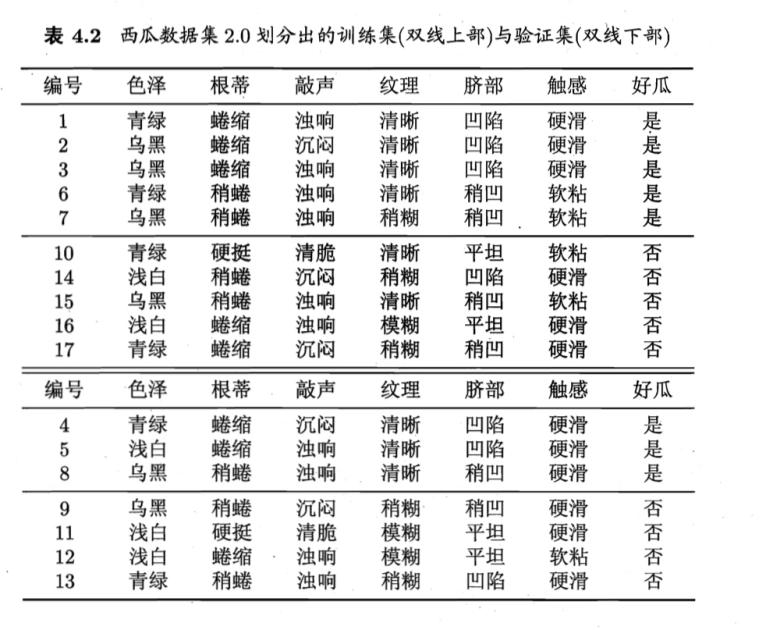 表 4.2 西瓜数据集 2.0 划分出的训练集(双线上部)与验证集(双线下部)
编号 色泽 根蒂 敲声 纹理 脐部 触感 好瓜
1 青绿 蜷缩 浊响 清晰 凹陷 硬滑 是
2 乌黑 蜷缩 沉闷 清晰 凹陷 硬滑 是
3 乌黑 蜷缩 浊响 清晰 凹陷 硬滑 是
6 青绿 稍蜷 浊响 清晰 稍凹 软粘 是
7 乌黑 稍蜷 浊响 稍糊 稍凹 软粘 是
10 青绿 硬挺 清脆 清晰 平坦 软粘 否
14 浅白 稍蜷 沉闷 稍糊 凹陷 硬滑 否
15 乌黑 稍蜷 浊响 清晰 稍凹 软粘 否
16 浅白 蜷缩 浊响 模糊 平坦 硬滑 否
17 青绿 蜷缩 沉闷 稍糊 稍凹 硬滑 否
编号 色泽 根蒂 敲声 纹理 脐部 触感 好瓜
4 青绿 蜷缩 沉闷 清晰 凹陷 硬滑 是
5 浅白 蜷缩 浊响 清晰 凹陷 硬滑 是
8 乌黑 稍蜷 浊响 清晰 稍凹 硬滑 是
9 乌黑 稍蜷 沉闷 稍糊 稍凹 硬滑 否
11 浅白 硬挺 清脆 模糊 平坦 硬滑 否
12 浅白 蜷缩 浊响 模糊 平坦 软粘 否
13 青绿 稍蜷 浊响 稍糊 凹陷 硬滑 否